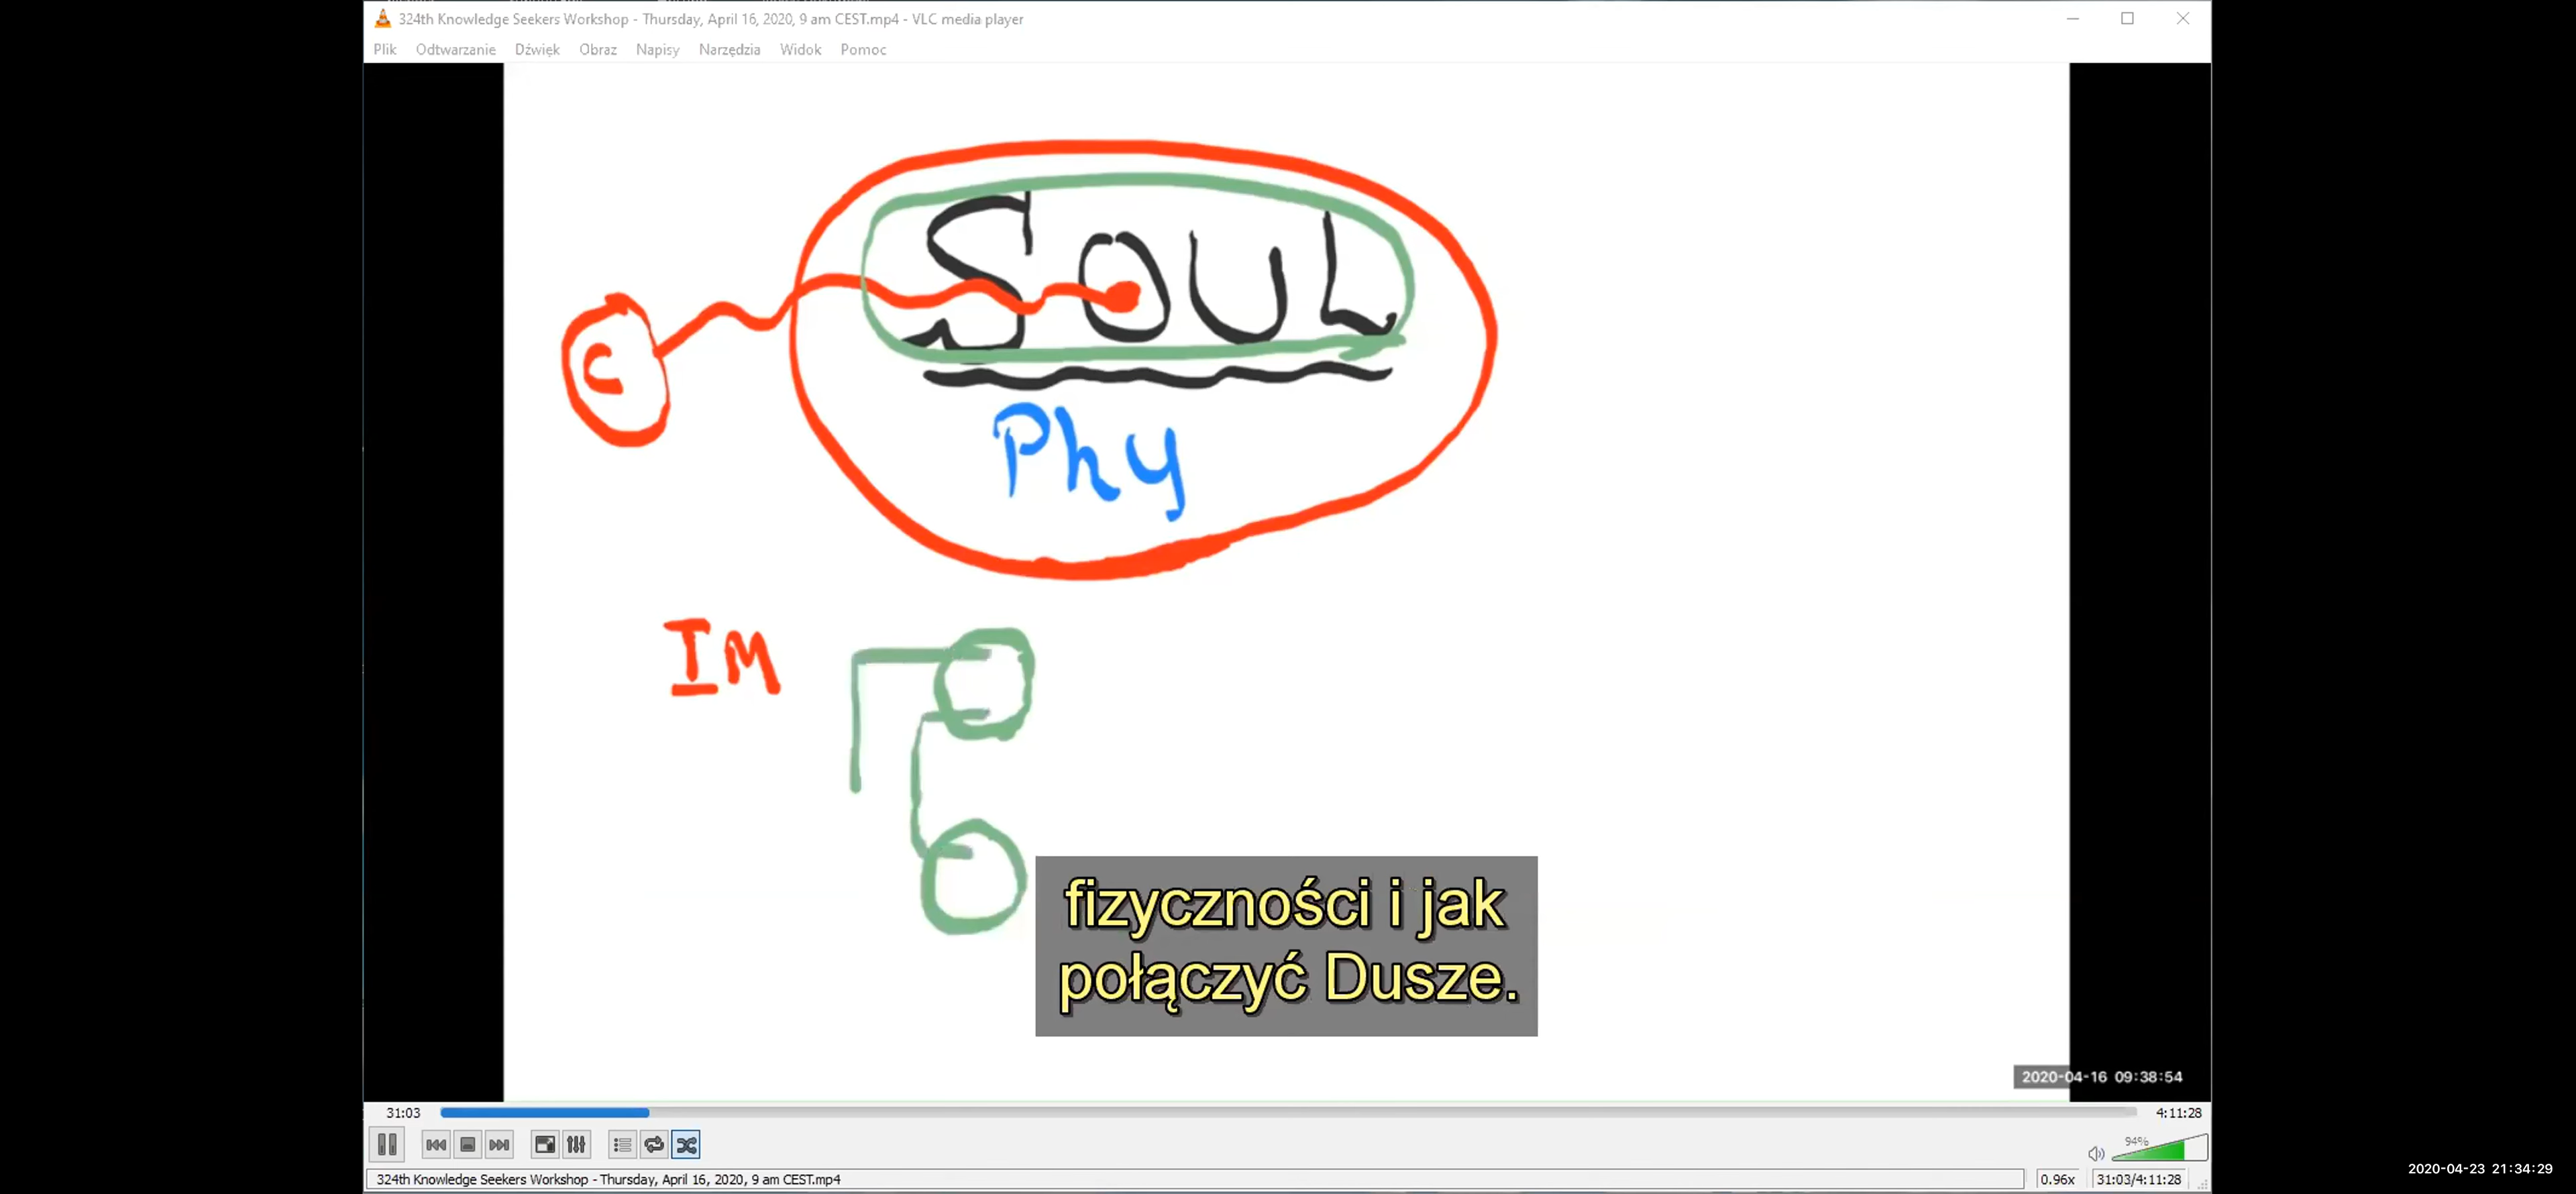 324th Knowledge Seekers Workshop - Thursday, April 16, 2020, 9 am CEST.mp4 - VLC media player
Plik Odtwarzanie Dźwięk Obraz Napisy Narzędzia Widok Pomoc
SOUL
C
Phy
IM
fizyczności i jak
połączyć Dusze.
2020-04-16 09:38:54
31:03
4:11:28
94%
324th Knowledge Seekers Workshop - Thursday, April 16, 2020, 9 am CEST.mp4
0.96x
31:03/4:11:28
2020-04-23 21:34:29